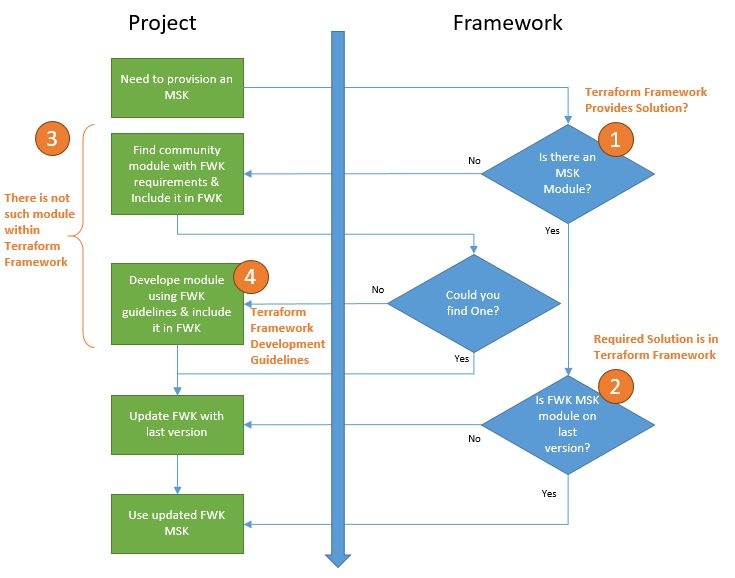 Project
Framework
Need to provision an
MSK
Terraform Framework
Provides Solution?
1
Is there an
MSK
Module?
No
Yes
3
Find community
module with FWK
requirements &
Include it in FWK
There is not
such module
within
Terraform
Framework
4
Develope module
using FWK
guidelines & include
it in FWK
Terraform
Framework
Development
Guidelines
No
Could you
find One?
Yes
Required Solution is in
Terraform Framework
2
Is FWK MSK
module on
last
version?
No
Yes
Update FWK with
last version
Use updated FWK
MSK